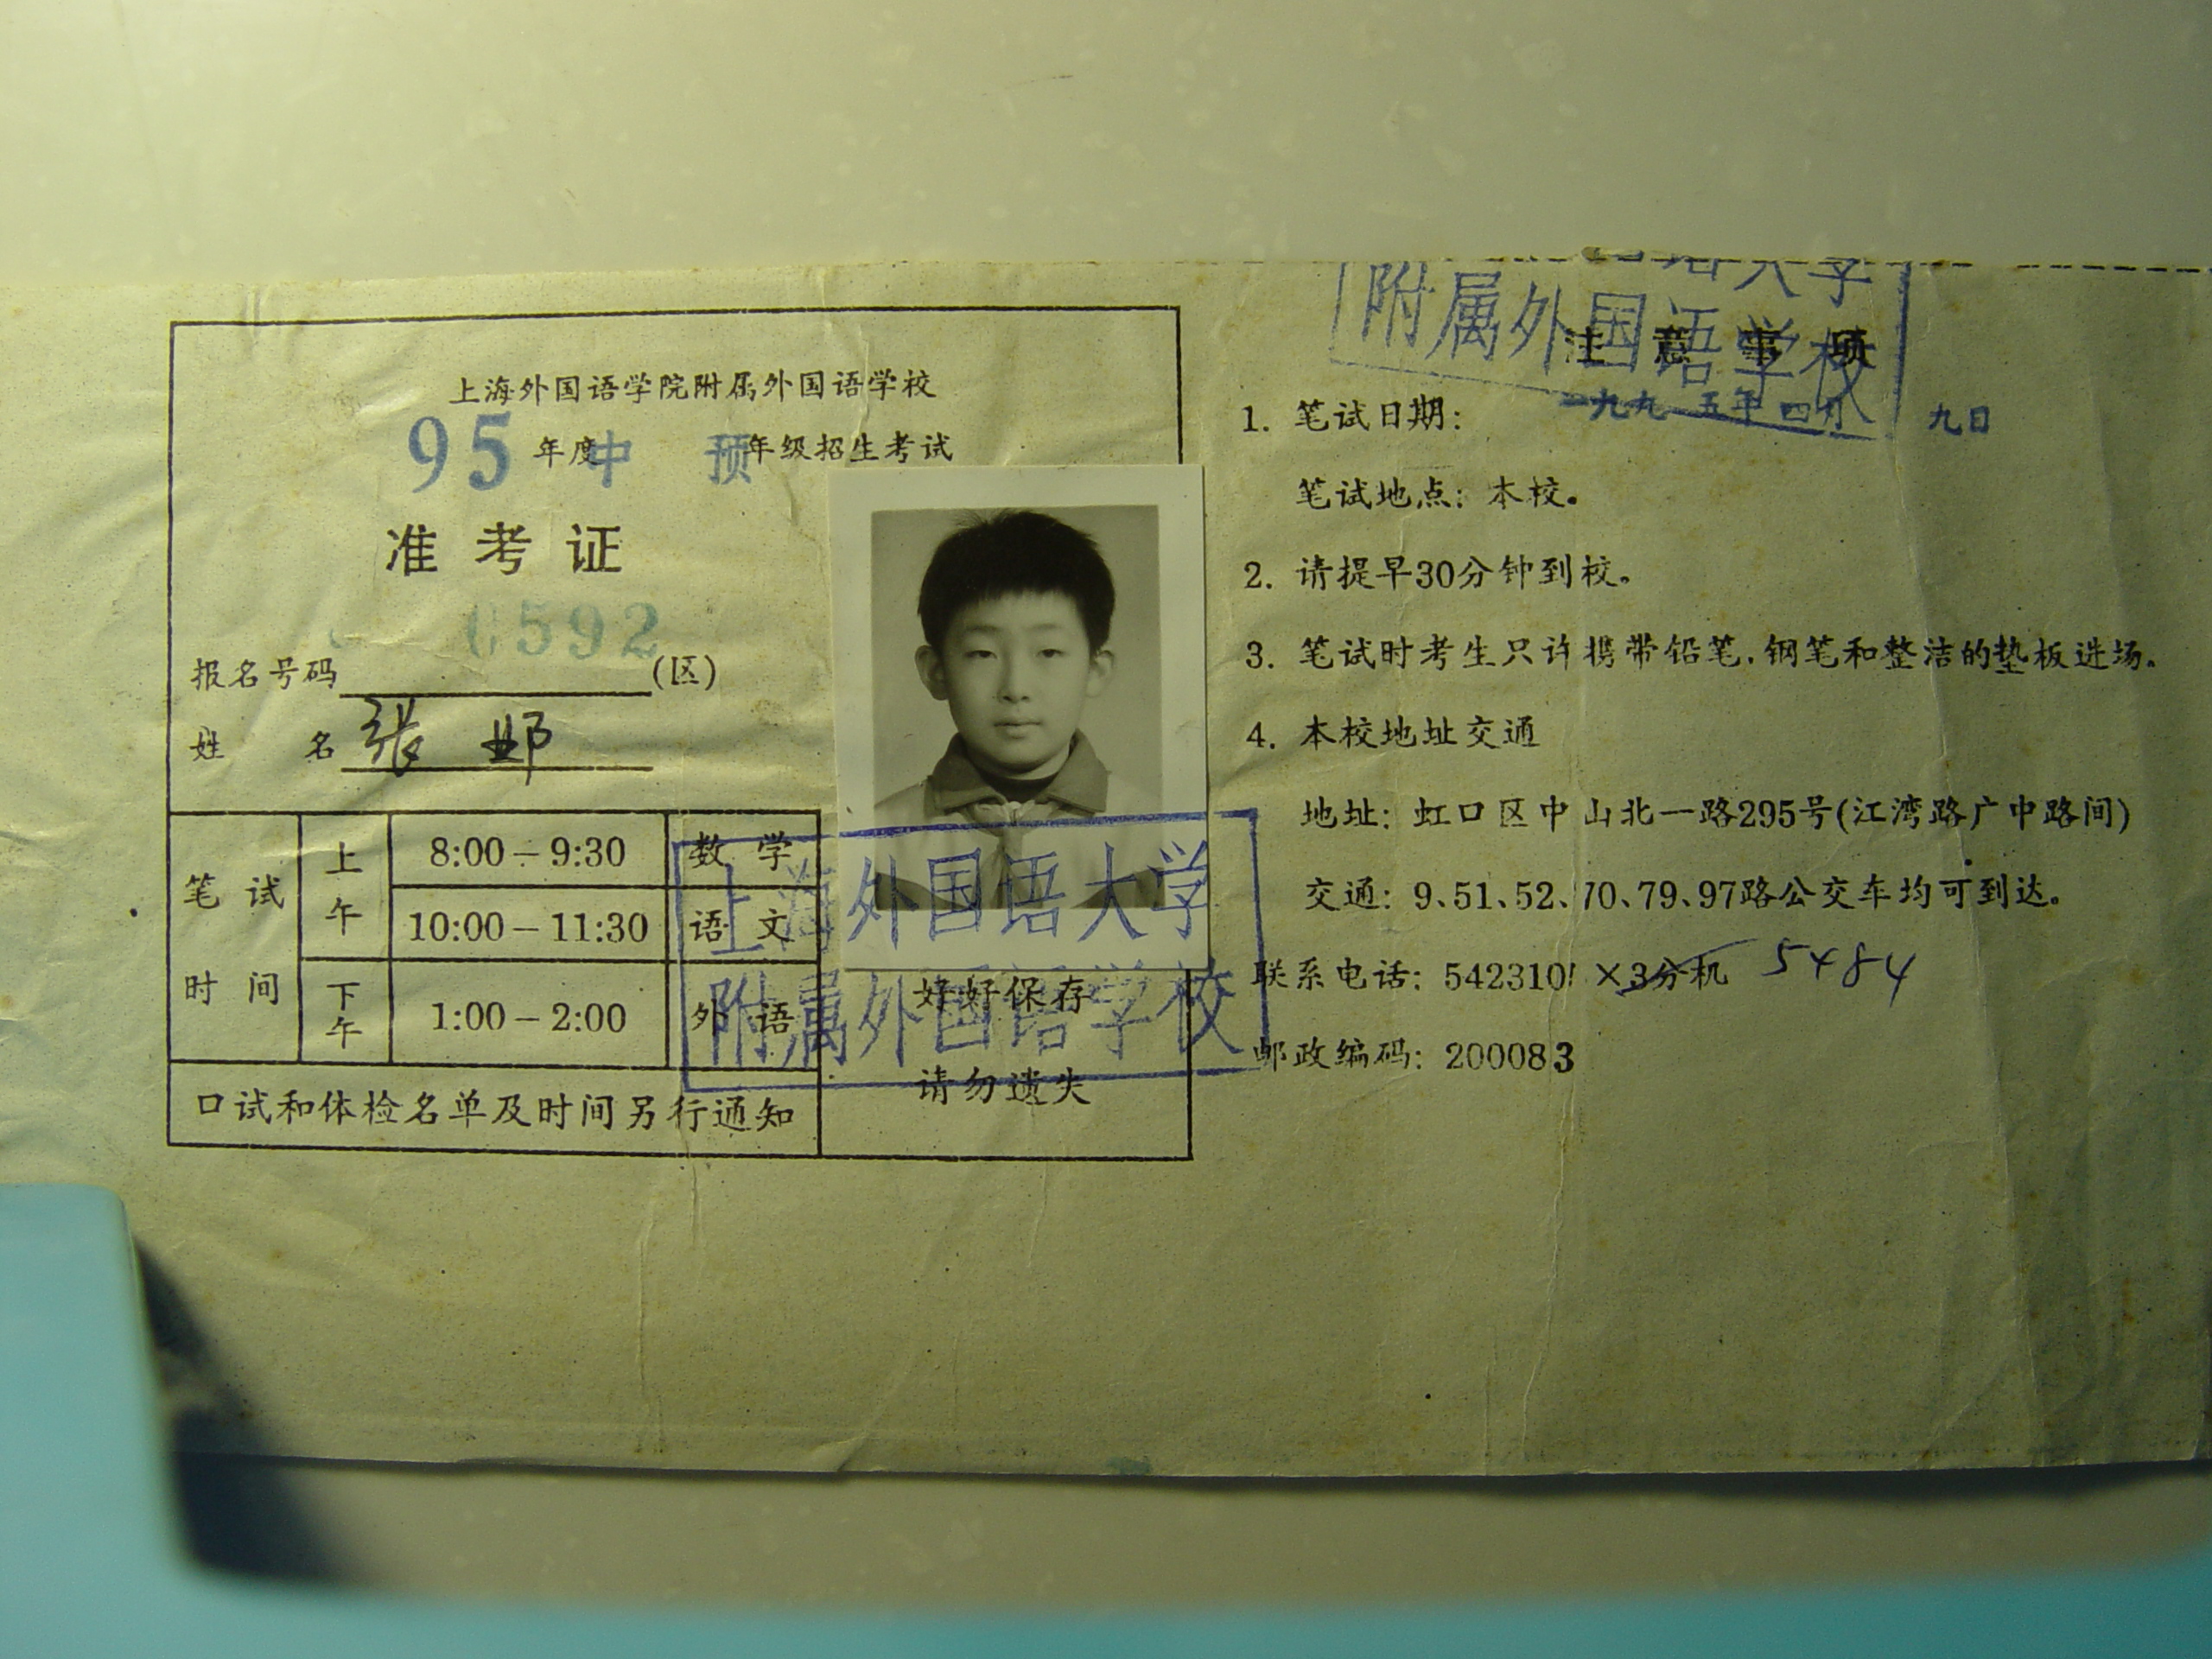 上海外国语学院附属外国语学校
95年度中预年级招生考试
准考证
报名号码 0592 (区)
姓名 张邺
笔试时间
上午
8:00－9:30 数学
10:00－11:30 语文
下午
1:00－2:00 外语
口试和体检名单及时间另行通知
好好保存
请勿遗失
上海外国语大学
附属外国语学校
语大学
附属外国语学校
注意事项
1. 笔试日期: 一九九五年四月九日
笔试地点: 本校。
2. 请提早30分钟到校。
3. 笔试时考生只许携带铅笔,钢笔和整洁的垫板进场。
4. 本校地址交通
地址: 虹口区中山北一路295号(江湾路广中路间)
交通: 9、51、52、70、79、97路公交车均可到达。
联系电话: 5423101 ×3分机 5484
邮政编码: 200083